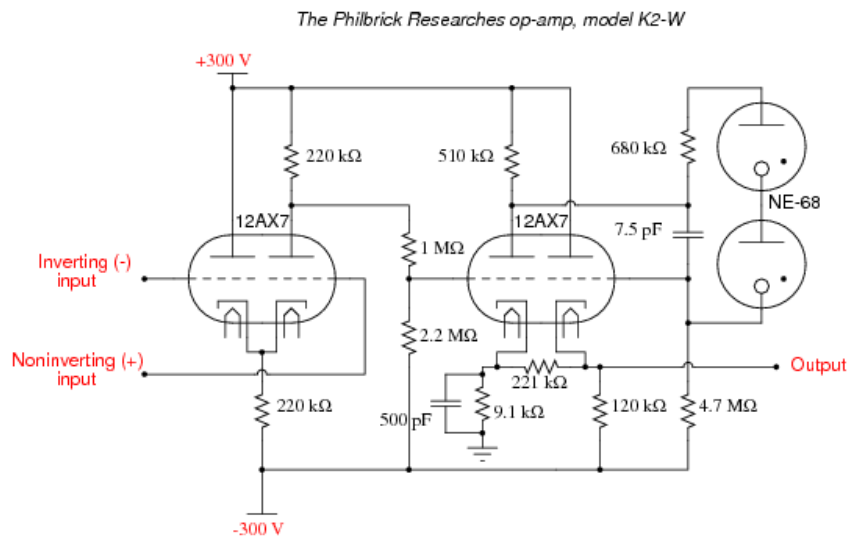 The Philbrick Researches op-amp, model K2-W
+300 V
220 kΩ
510 kΩ
680 kΩ
NE-68
12AX7
12AX7
7.5 pF
Inverting (-)
input
1 MΩ
2.2 MΩ
Noninverting (+)
input
Output
221 kΩ
220 kΩ
500 pF
9.1 kΩ
120 kΩ
4.7 MΩ
-300 V